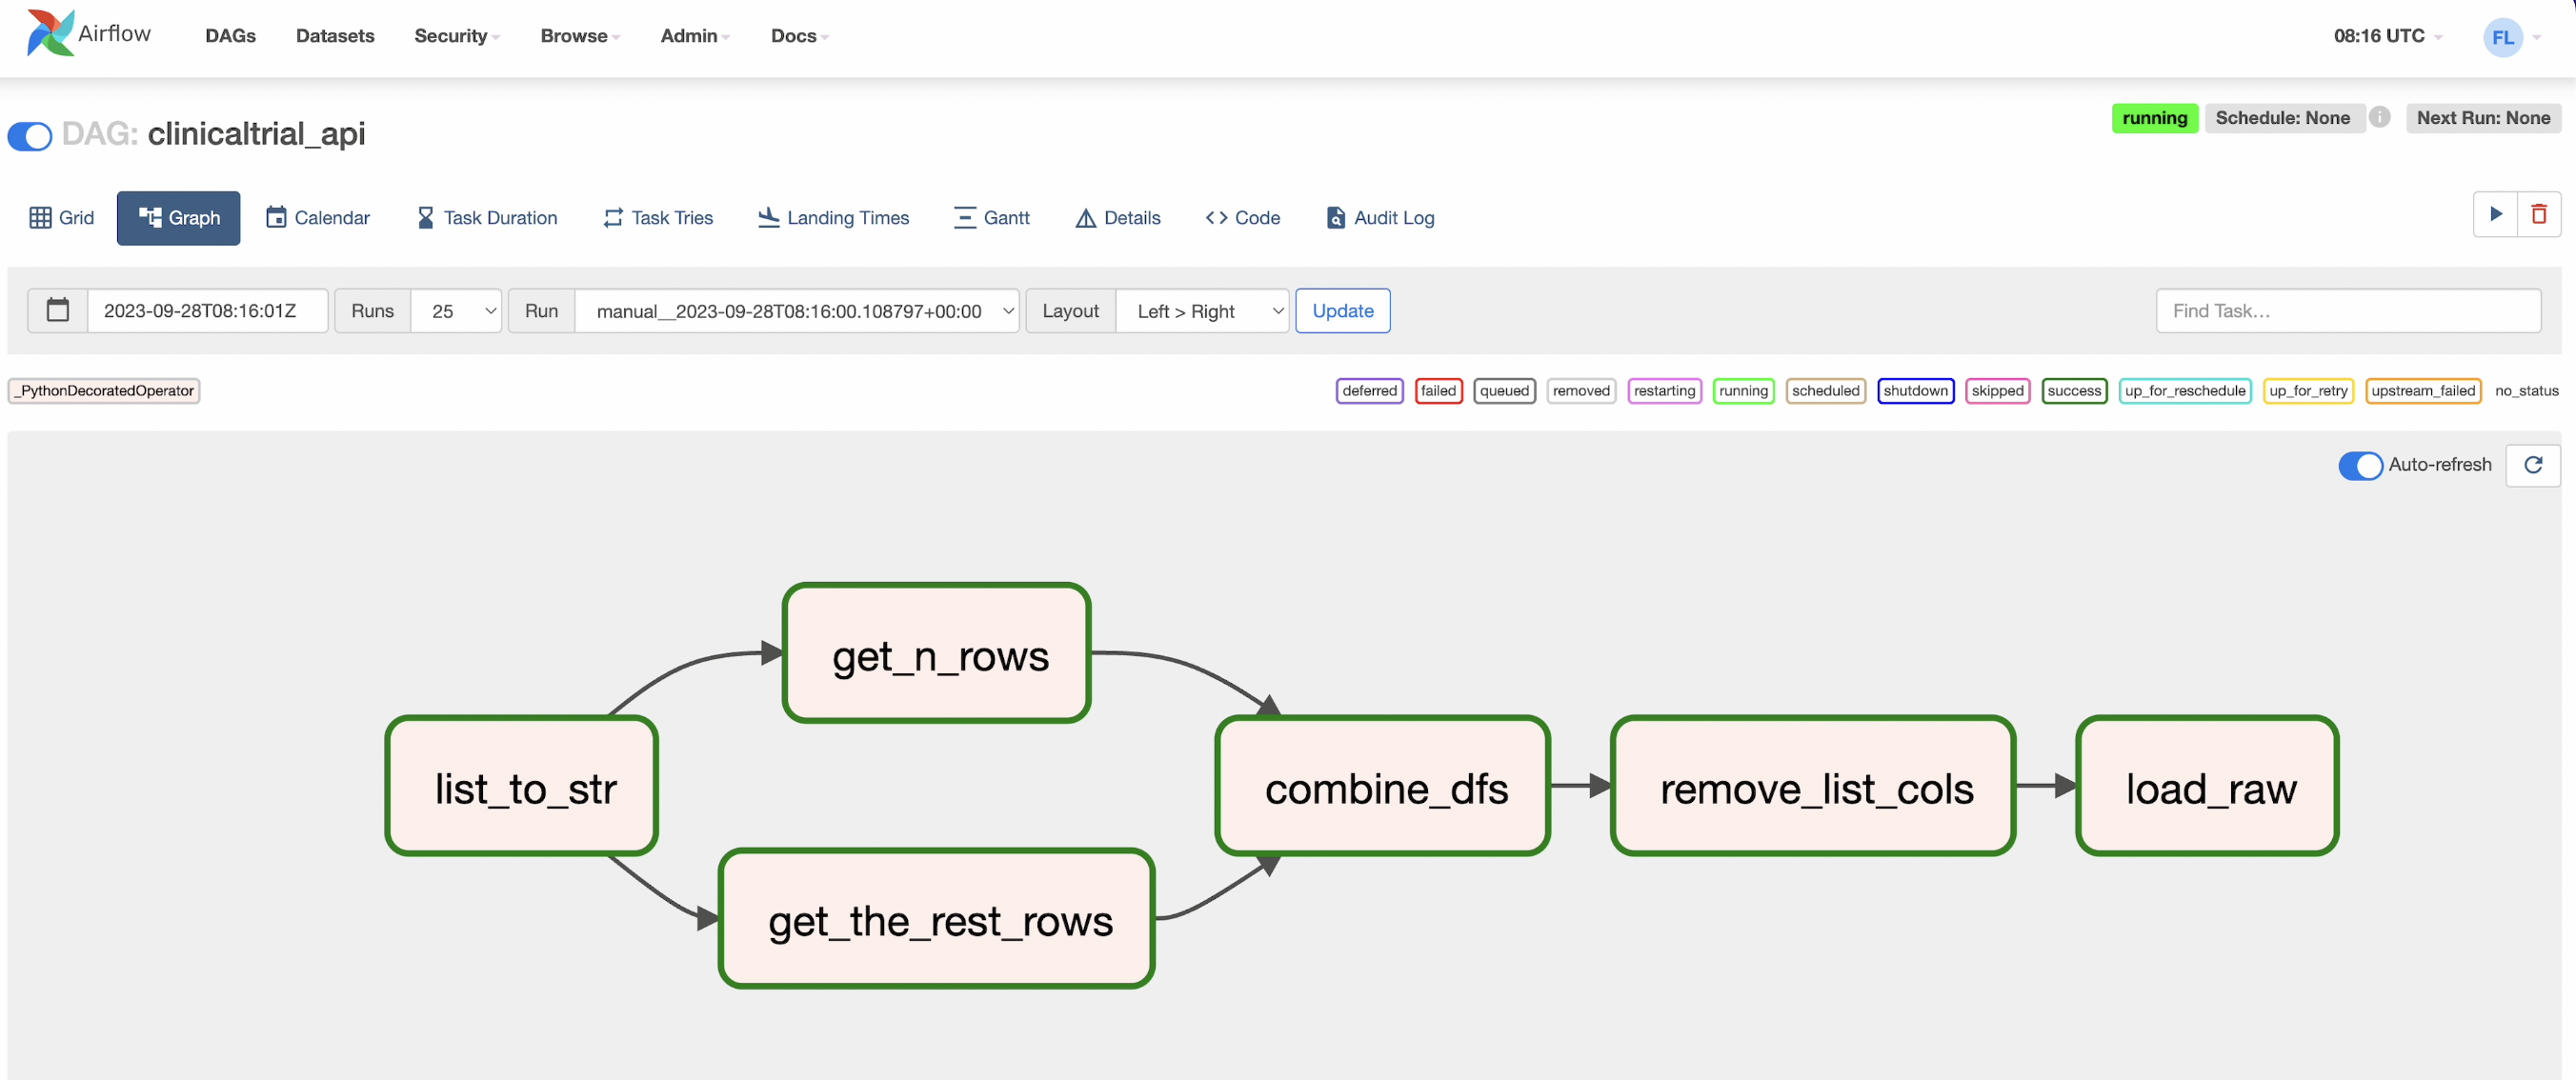 Airflow DAGs Datasets Security Browse Admin Docs 08:16 UTC FL
DAG: clinicaltrial_api running Schedule: None i Next Run: None
Grid Graph Calendar Task Duration Task Tries Landing Times Gantt Details <> Code Audit Log
2023-09-28T08:16:01Z Runs 25 Run manual__2023-09-28T08:16:00.108797+00:00 Layout Left > Right Update Find Task…
_PythonDecoratedOperator deferred failed queued removed restarting running scheduled shutdown skipped success up_for_reschedule up_for_retry upstream_failed no_status
Auto-refresh
get_n_rows
list_to_str combine_dfs remove_list_cols load_raw
get_the_rest_rows